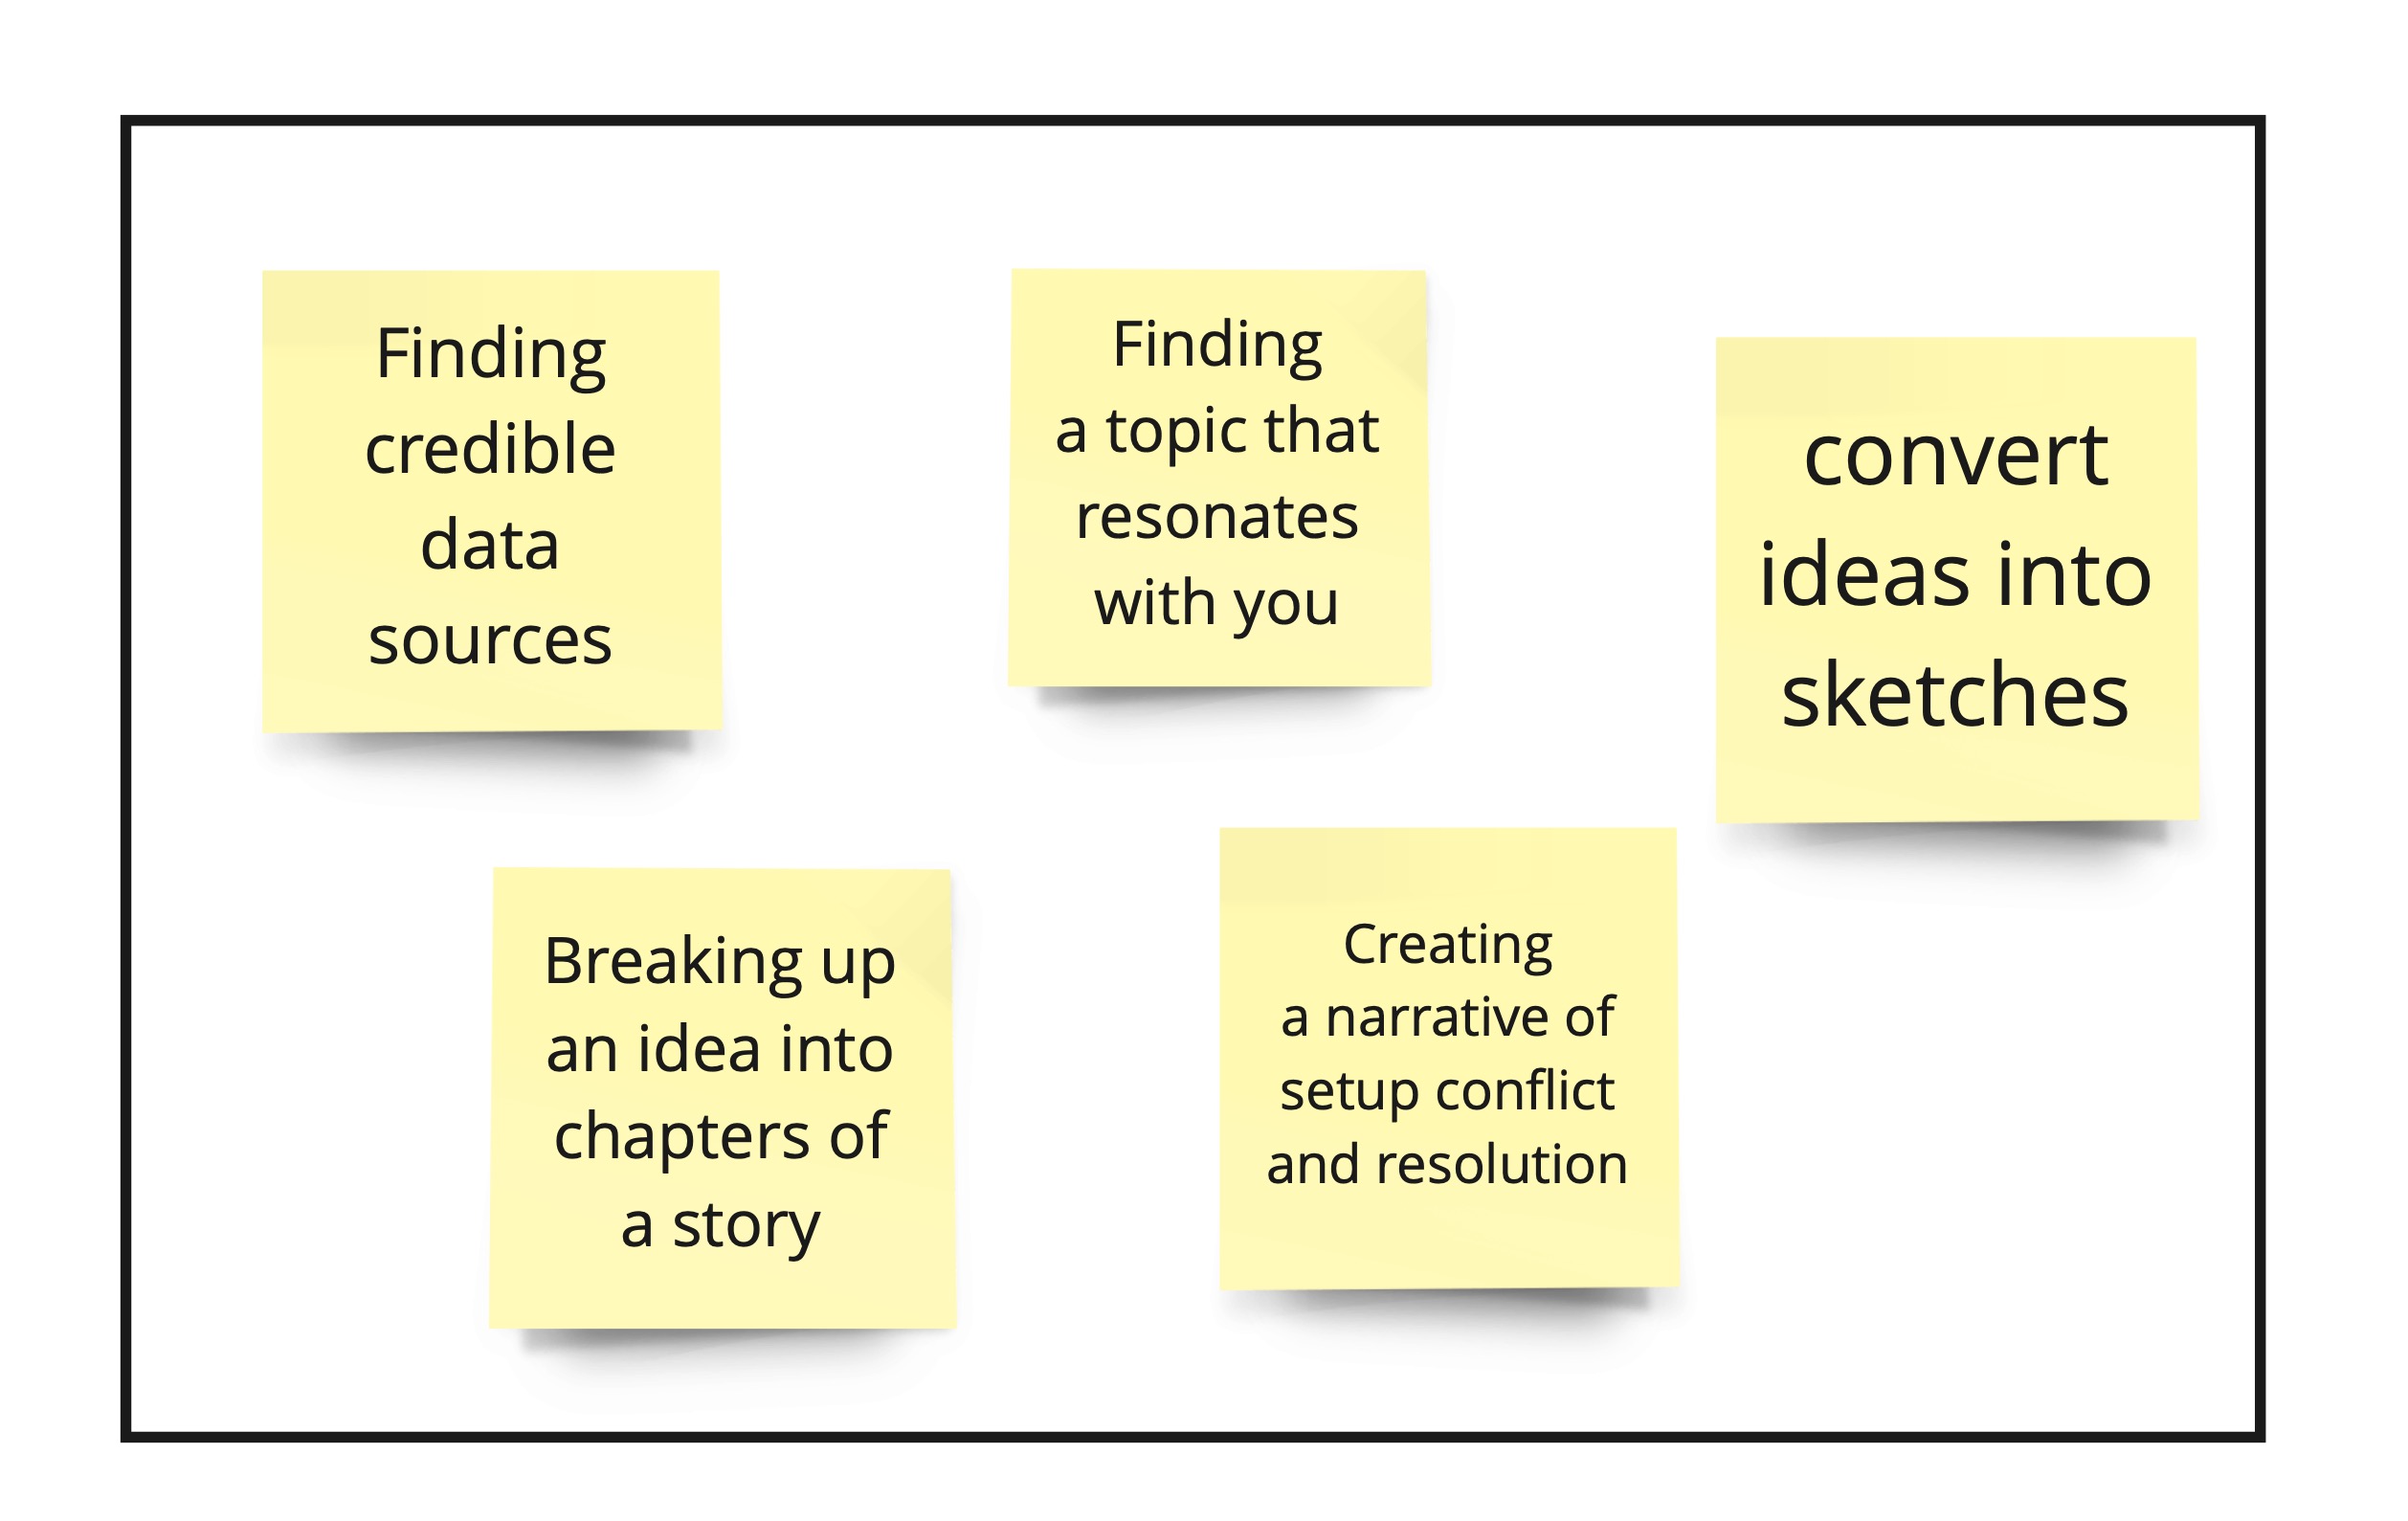 Finding
credible
data
sources
Finding
a topic that
resonates
with you
convert
ideas into
sketches
Breaking up
an idea into
chapters of
a story
Creating
a narrative of
setup conflict
and resolution